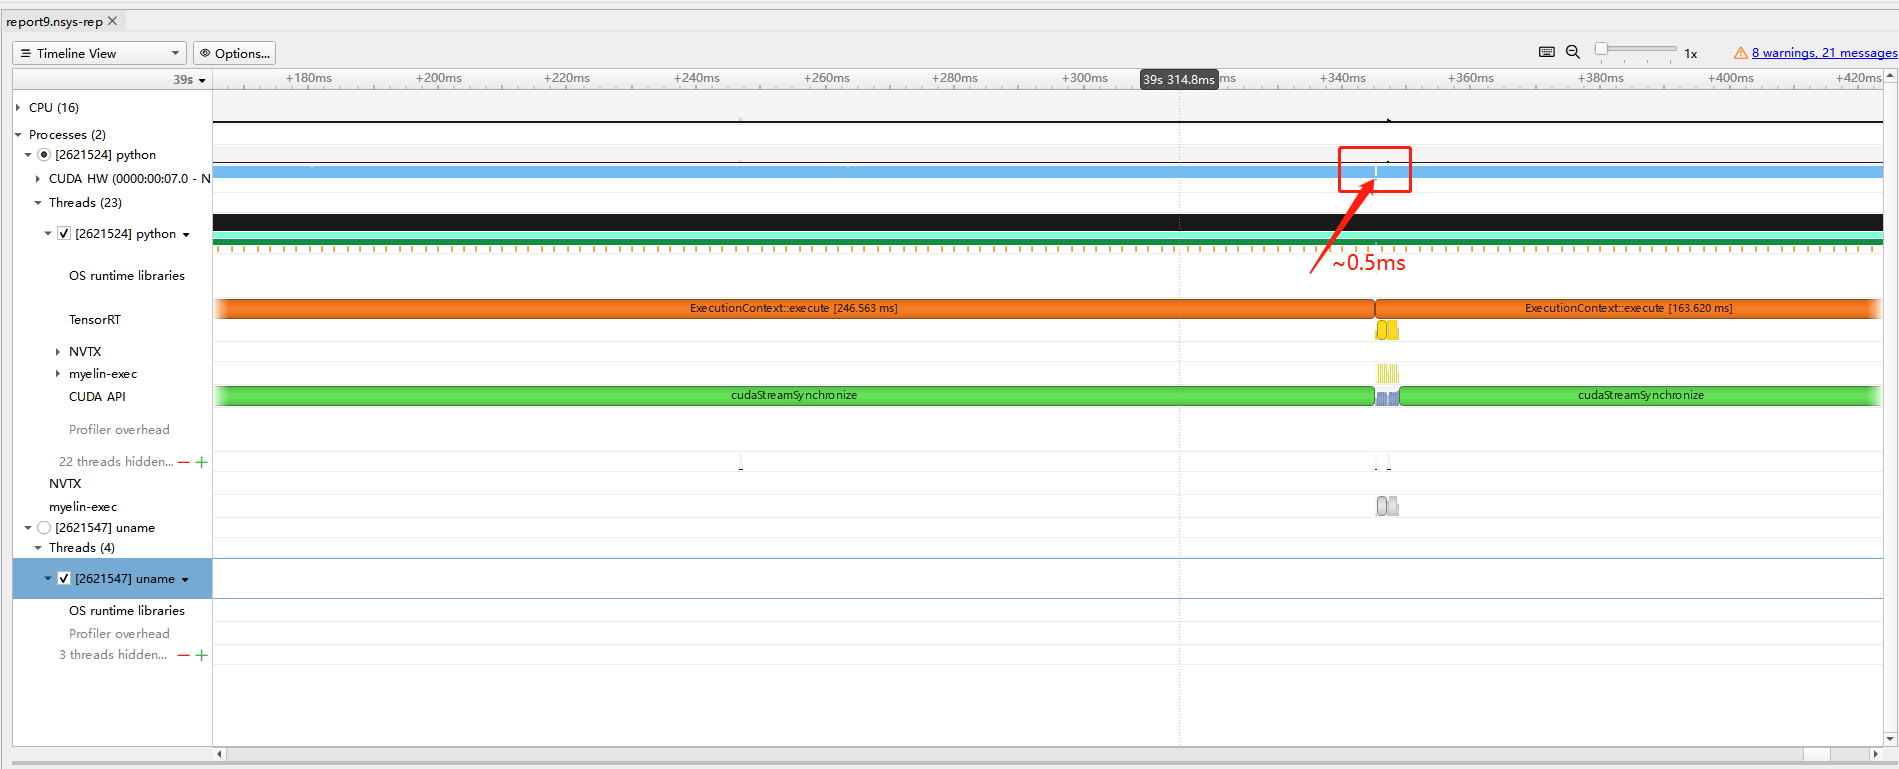 report9.nsys-rep
Timeline View
Options...
1x
8 warnings, 21 messages
39s
+180ms +200ms +220ms +240ms +260ms +280ms +300ms 39s 314.8ms ms +340ms +360ms +380ms +400ms +420ms
CPU (16)
Processes (2)
[2621524] python
CUDA HW (0000:00:07.0 - N
Threads (23)
[2621524] python
~0.5ms
OS runtime libraries
ExecutionContext::execute [246.563 ms] ExecutionContext::execute [163.620 ms]
TensorRT
NVTX
myelin-exec
CUDA API
cudaStreamSynchronize cudaStreamSynchronize
Profiler overhead
22 threads hidden...
NVTX
myelin-exec
[2621547] uname
Threads (4)
[2621547] uname
OS runtime libraries
Profiler overhead
3 threads hidden...